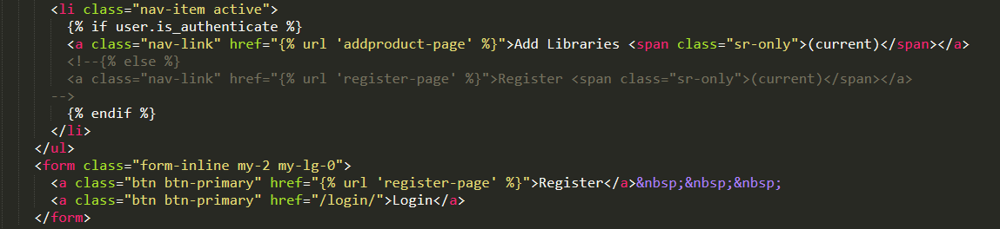 <li class="nav-item active">
{% if user.is_authenticate %}
<a class="nav-link" href="{% url 'addproduct-page' %}">Add Libraries <span class="sr-only">(current)</span></a>
<!--{% else %}
<a class="nav-link" href="{% url 'register-page' %}">Register <span class="sr-only">(current)</span></a>
-->
{% endif %}
</li>
</ul>
<form class="form-inline my-2 my-lg-0">
<a class="btn btn-primary" href="{% url 'register-page' %}">Register</a>&nbsp;&nbsp;&nbsp;
<a class="btn btn-primary" href="/login/">Login</a>
</form>